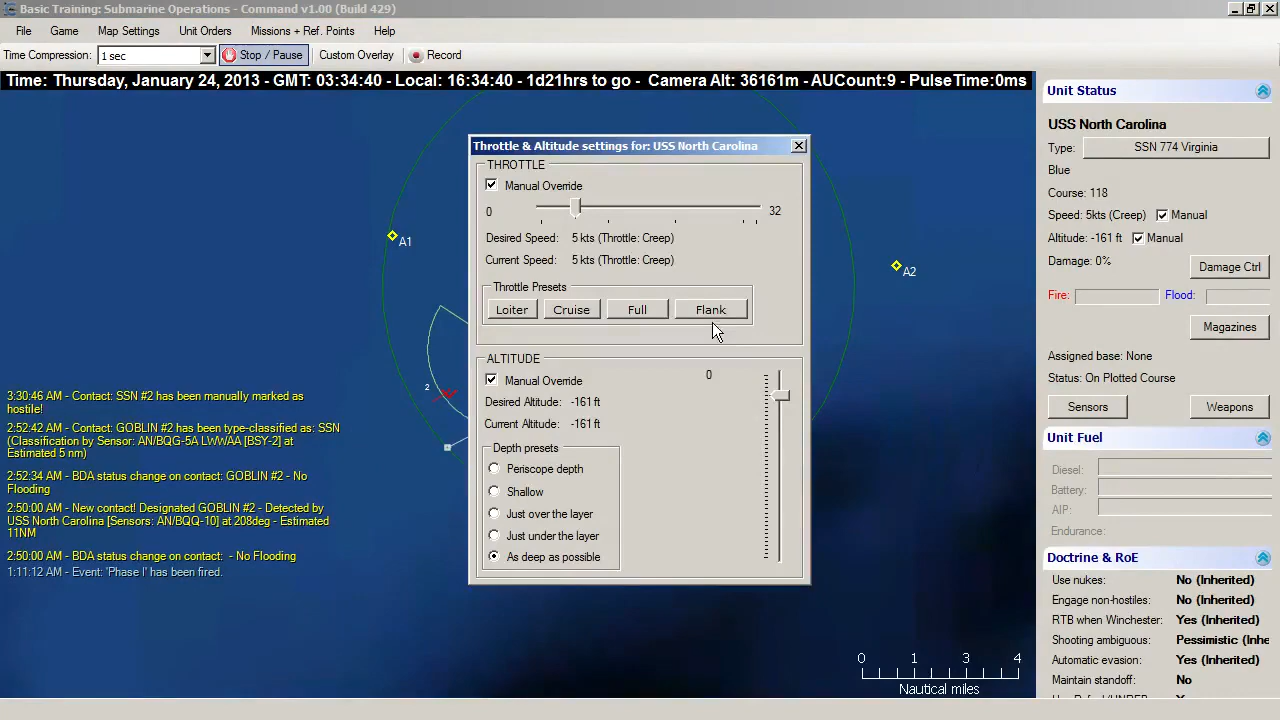 Basic Training: Submarine Operations - Command v1.00 (Build 429)
File Game Map Settings Unit Orders Missions + Ref. Points Help
Time Compression: 1 sec Stop / Pause Custom Overlay Record
Time: Thursday, January 24, 2013 - GMT: 03:34:40 - Local: 16:34:40 - 1d21hrs to go - Camera Alt: 36161m - AUCount:9 - PulseTime:0ms
A1
A2
2
3:30:46 AM - Contact: SSN #2 has been manually marked as
hostile!
2:52:42 AM - Contact: GOBLIN #2 has been type-classified as: SSN
(Classification by Sensor: AN/BQG-5A LWWAA [BSY-2] at
Estimated 5 nm)
2:52:34 AM - BDA status change on contact: GOBLIN #2 - No
Flooding
2:50:00 AM - New contact! Designated GOBLIN #2 - Detected by
USS North Carolina [Sensors: AN/BQQ-10] at 208deg - Estimated
11NM
2:50:00 AM - BDA status change on contact: - No Flooding
1:11:12 AM - Event: 'Phase I' has been fired.
Throttle & Altitude settings for: USS North Carolina
THROTTLE
Manual Override
0 32
Desired Speed: 5 kts (Throttle: Creep)
Current Speed: 5 kts (Throttle: Creep)
Throttle Presets
Loiter Cruise Full Flank
ALTITUDE
Manual Override 0
Desired Altitude: -161 ft
Current Altitude: -161 ft
Depth presets
Periscope depth
Shallow
Just over the layer
Just under the layer
As deep as possible
0 1 3 4
Nautical miles
Unit Status
USS North Carolina
Type: SSN 774 Virginia
Blue
Course: 118
Speed: 5kts (Creep) Manual
Altitude: -161 ft Manual
Damage: 0% Damage Ctrl
Fire: Flood:
Magazines
Assigned base: None
Status: On Plotted Course
Sensors Weapons
Unit Fuel
Diesel:
Battery:
AIP:
Endurance:
Doctrine & RoE
Use nukes: No (Inherited)
Engage non-hostiles: No (Inherited)
RTB when Winchester: Yes (Inherited)
Shooting ambiguous: Pessimistic (Inhe
Automatic evasion: Yes (Inherited)
Maintain standoff: No